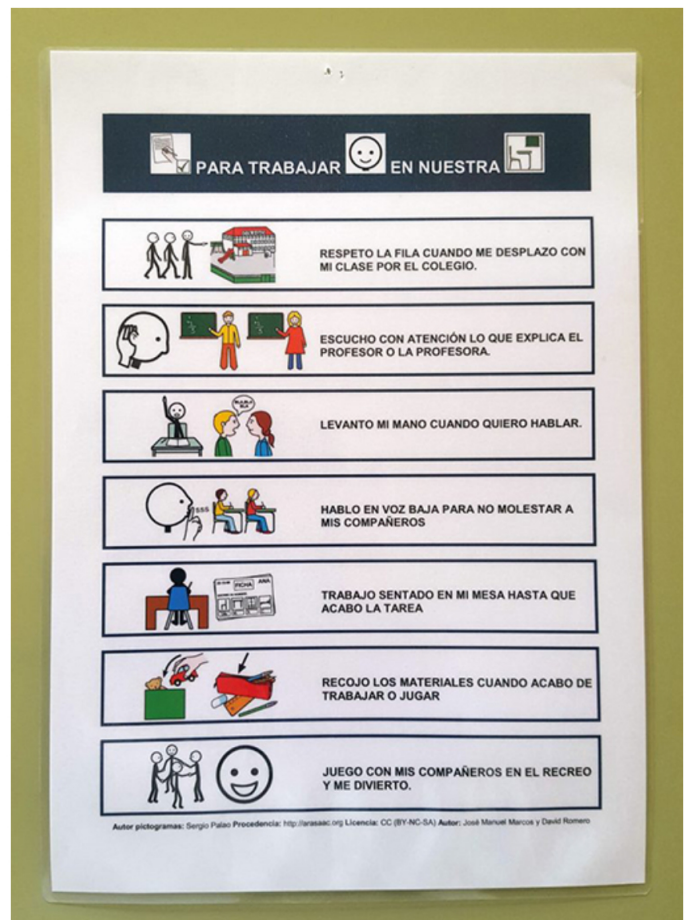 PARA TRABAJAR EN NUESTRA
RESPETO LA FILA CUANDO ME DESPLAZO CON
MI CLASE POR EL COLEGIO.
ESCUCHO CON ATENCIÓN LO QUE EXPLICA EL
PROFESOR O LA PROFESORA.
LEVANTO MI MANO CUANDO QUIERO HABLAR.
SSS
HABLO EN VOZ BAJA PARA NO MOLESTAR A
MIS COMPAÑEROS
FICHA ANA
TRABAJO SENTADO EN MI MESA HASTA QUE
ACABO LA TAREA
RECOJO LOS MATERIALES CUANDO ACABO DE
TRABAJAR O JUGAR
JUEGO CON MIS COMPAÑEROS EN EL RECREO
Y ME DIVIERTO.
Autor pictogramas: Sergio Palao Procedencia: http://arasaac.org Licencia: CC (BY-NC-SA) Autor: José Manuel Marcos y David Romero